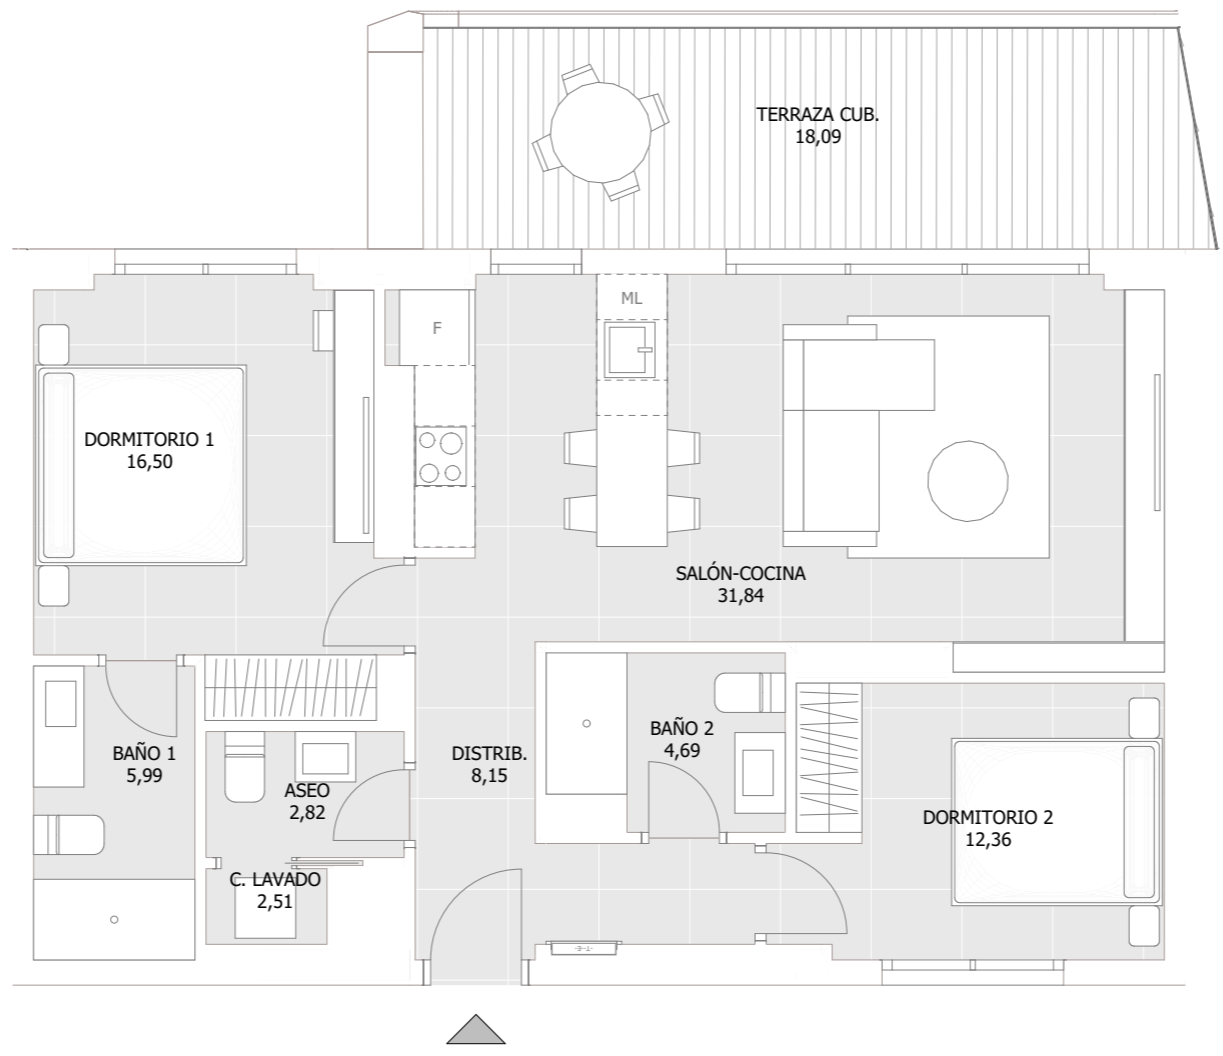 TERRAZA CUB.
18,09
ML
F
DORMITORIO 1
16,50
SALÓN-COCINA
31,84
BAÑO 1
5,99
ASEO
2,82
DISTRIB.
8,15
BAÑO 2
4,69
DORMITORIO 2
12,36
C. LAVADO
2,51
-T-E-